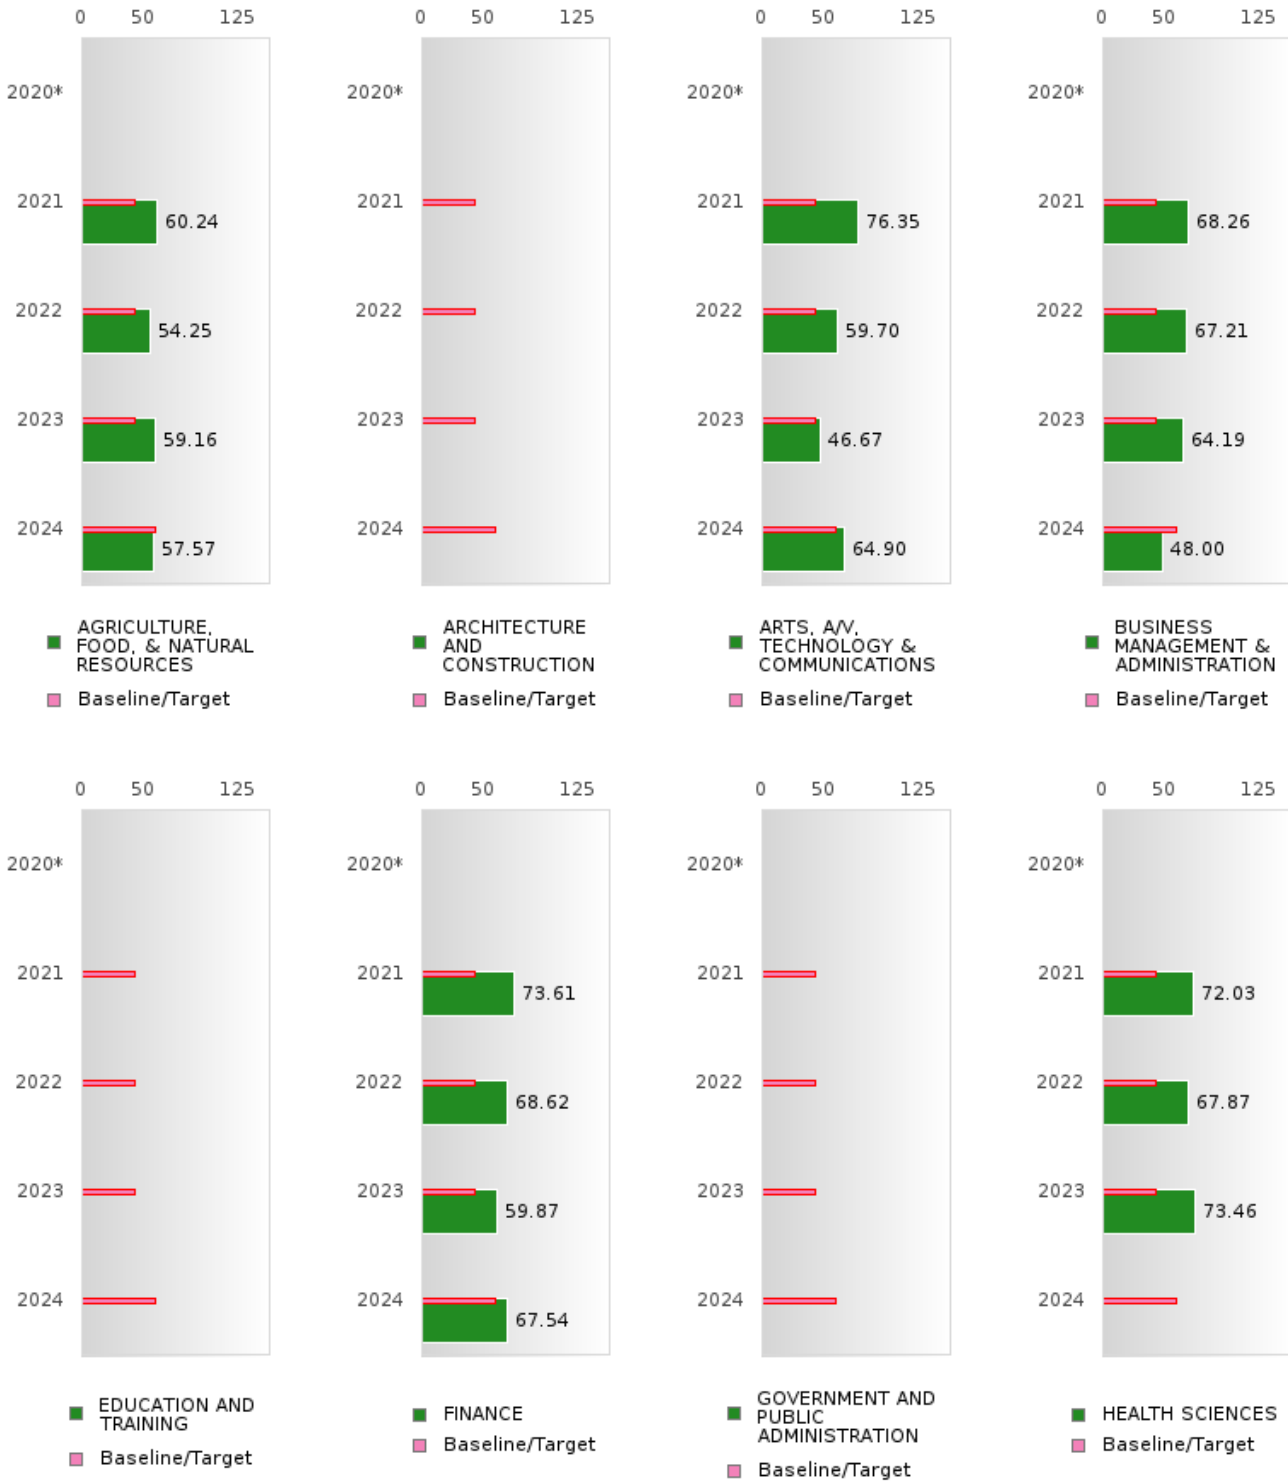 0 50 125 0 50 125 0 50 125 0 50 125
2020* 2020* 2020* 2020*
2021 2021 2021 2021
60.24 76.35 68.26
2022 2022 2022 2022
54.25 59.70 67.21
2023 2023 2023 2023
59.16 46.67 64.19
2024 2024 2024 2024
57.57 64.90 48.00
AGRICULTURE,
FOOD, & NATURAL
RESOURCES
Baseline/Target
ARCHITECTURE
AND
CONSTRUCTION
Baseline/Target
ARTS, A/V,
TECHNOLOGY &
COMMUNICATIONS
Baseline/Target
BUSINESS
MANAGEMENT &
ADMINISTRATION
Baseline/Target
0 50 125 0 50 125 0 50 125 0 50 125
2020* 2020* 2020* 2020*
2021 2021 2021 2021
73.61 72.03
2022 2022 2022 2022
68.62 67.87
2023 2023 2023 2023
59.87 73.46
2024 2024 2024 2024
67.54
EDUCATION AND
TRAINING
Baseline/Target
FINANCE
Baseline/Target
GOVERNMENT AND
PUBLIC
ADMINISTRATION
Baseline/Target
HEALTH SCIENCES
Baseline/Target